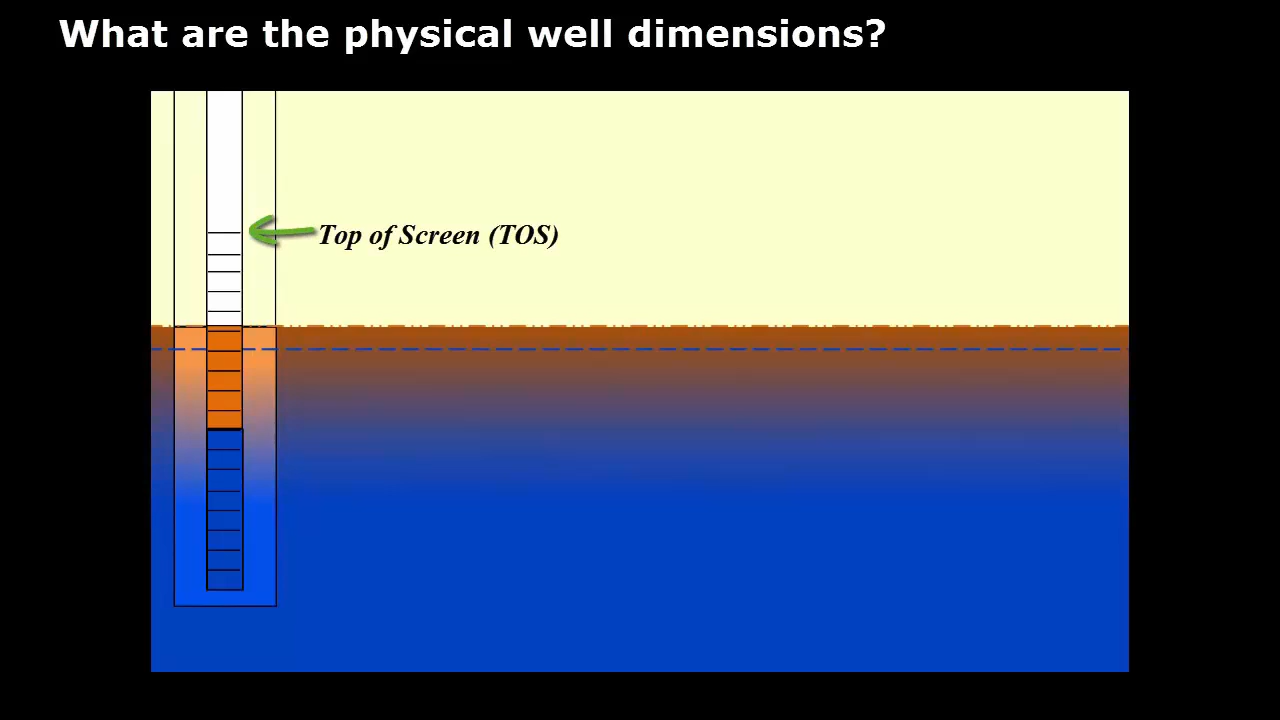 What are the physical well dimensions?
Top of Screen (TOS)